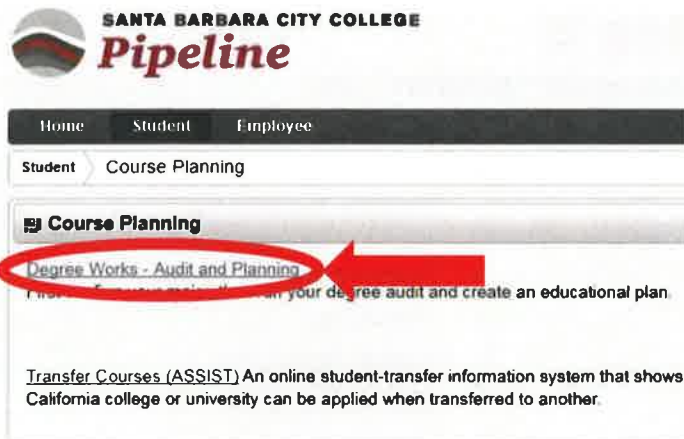 SANTA BARBARA CITY COLLEGE
Pipeline
Home Student Employee
Student Course Planning
Course Planning
Degree Works - Audit and Planning
your degree audit and create an educational plan
Transfer Courses (ASSIST) An online student-transfer information system that shows
California college or university can be applied when transferred to another.